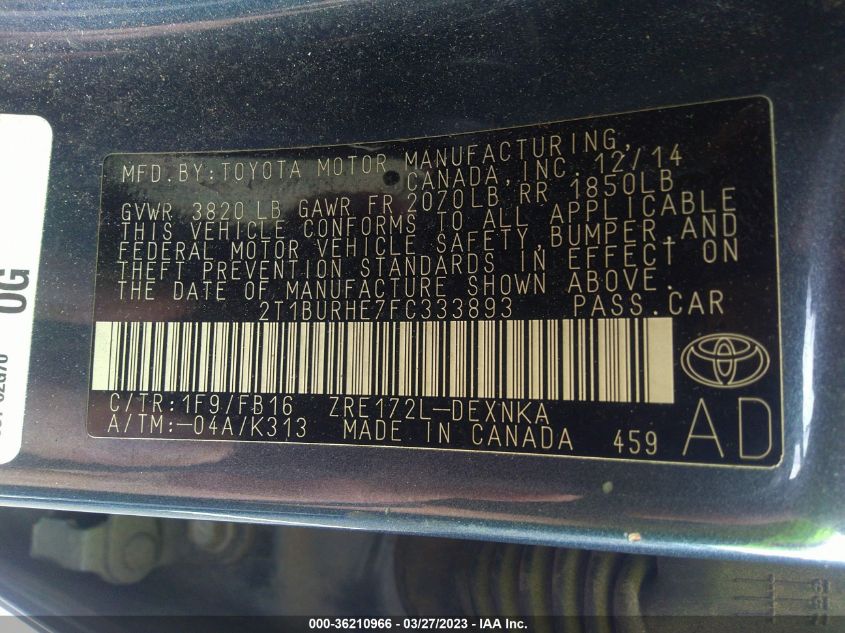 MFD.BY:TOYOTA MOTOR MANUFACTURING,
CANADA,INC. 12/14
GVWR 3820 LB GAWR FR 2070LB RR 1850LB
THIS VEHICLE CONFORMS TO ALL APPLICABLE
FEDERAL MOTOR VEHICLE SAFETY,BUMPER,AND
THEFT PREVENTION STANDARDS IN EFFECT ON
THE DATE OF MANUFACTURE SHOWN ABOVE.
2T1BURHE7FC333893 PASS.CAR
C/TR:1F9/FB16 ZRE172L-DEXNKA
A/TM:-04A/K313 MADE IN CANADA 459 AD
OG
000-36210966 / 03/27/2023 / IAA Inc.